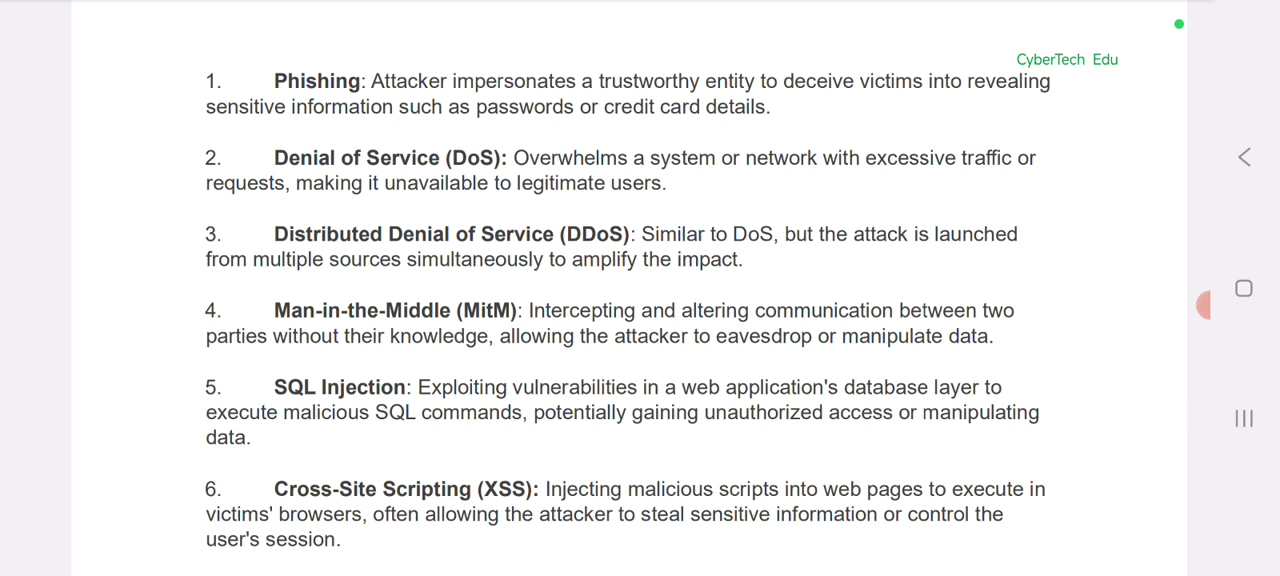 CyberTech Edu
1. Phishing: Attacker impersonates a trustworthy entity to deceive victims into revealing
sensitive information such as passwords or credit card details.
2. Denial of Service (DoS): Overwhelms a system or network with excessive traffic or
requests, making it unavailable to legitimate users.
3. Distributed Denial of Service (DDoS): Similar to DoS, but the attack is launched
from multiple sources simultaneously to amplify the impact.
4. Man-in-the-Middle (MitM): Intercepting and altering communication between two
parties without their knowledge, allowing the attacker to eavesdrop or manipulate data.
5. SQL Injection: Exploiting vulnerabilities in a web application's database layer to
execute malicious SQL commands, potentially gaining unauthorized access or manipulating
data.
6. Cross-Site Scripting (XSS): Injecting malicious scripts into web pages to execute in
victims' browsers, often allowing the attacker to steal sensitive information or control the
user's session.